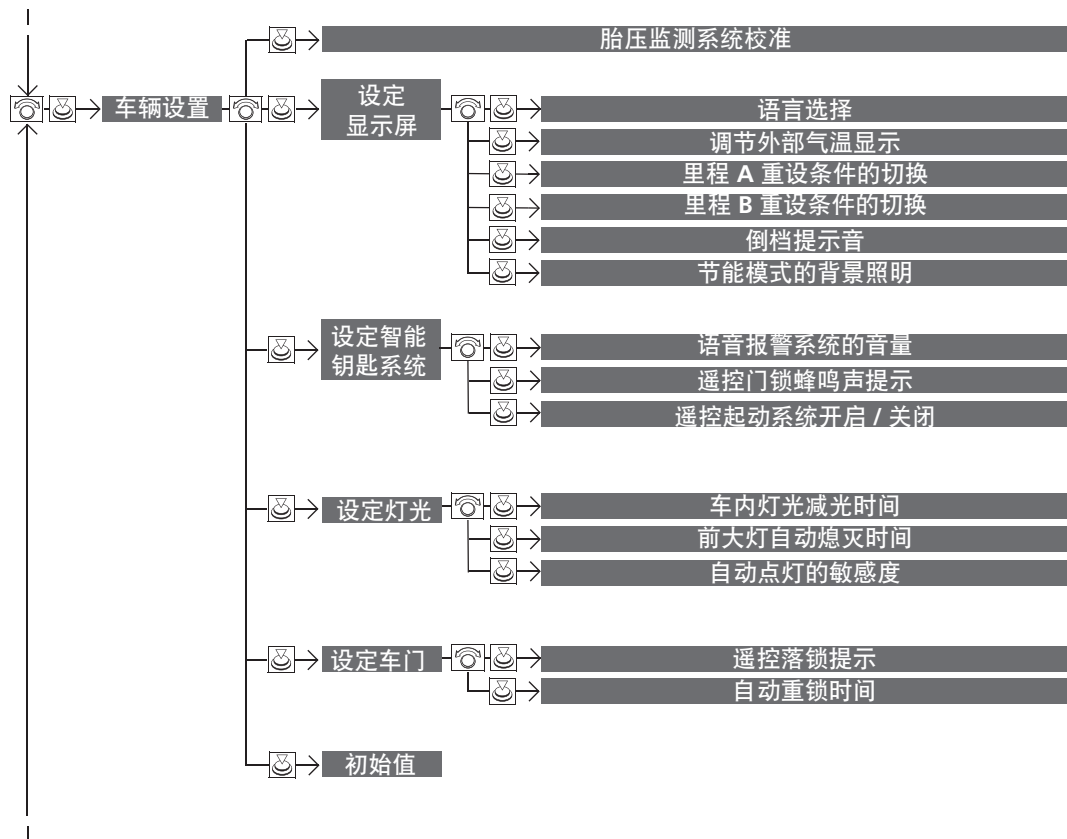 胎压监测系统校准
车辆设置
设定
显示屏
语言选择
调节外部气温显示
里程 A 重设条件的切换
里程 B 重设条件的切换
倒档提示音
节能模式的背景照明
设定智能
钥匙系统
语音报警系统的音量
遥控门锁蜂鸣声提示
遥控起动系统开启 / 关闭
设定灯光
车内灯光减光时间
前大灯自动熄灭时间
自动点灯的敏感度
设定车门
遥控落锁提示
自动重锁时间
初始值